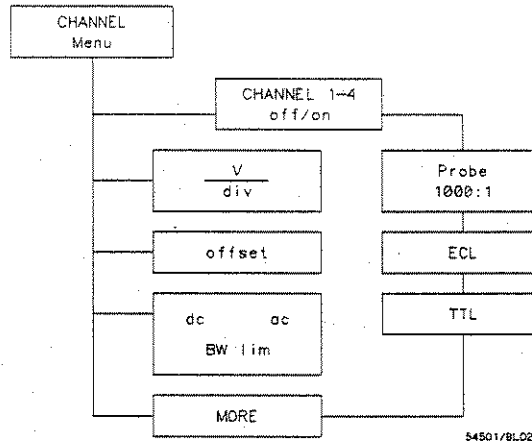 CHANNEL
Menu
CHANNEL 1-4
off/on
V
div
Probe
1000:1
offset
ECL
dc ac
BW lim
TTL
MORE
54501/BL02